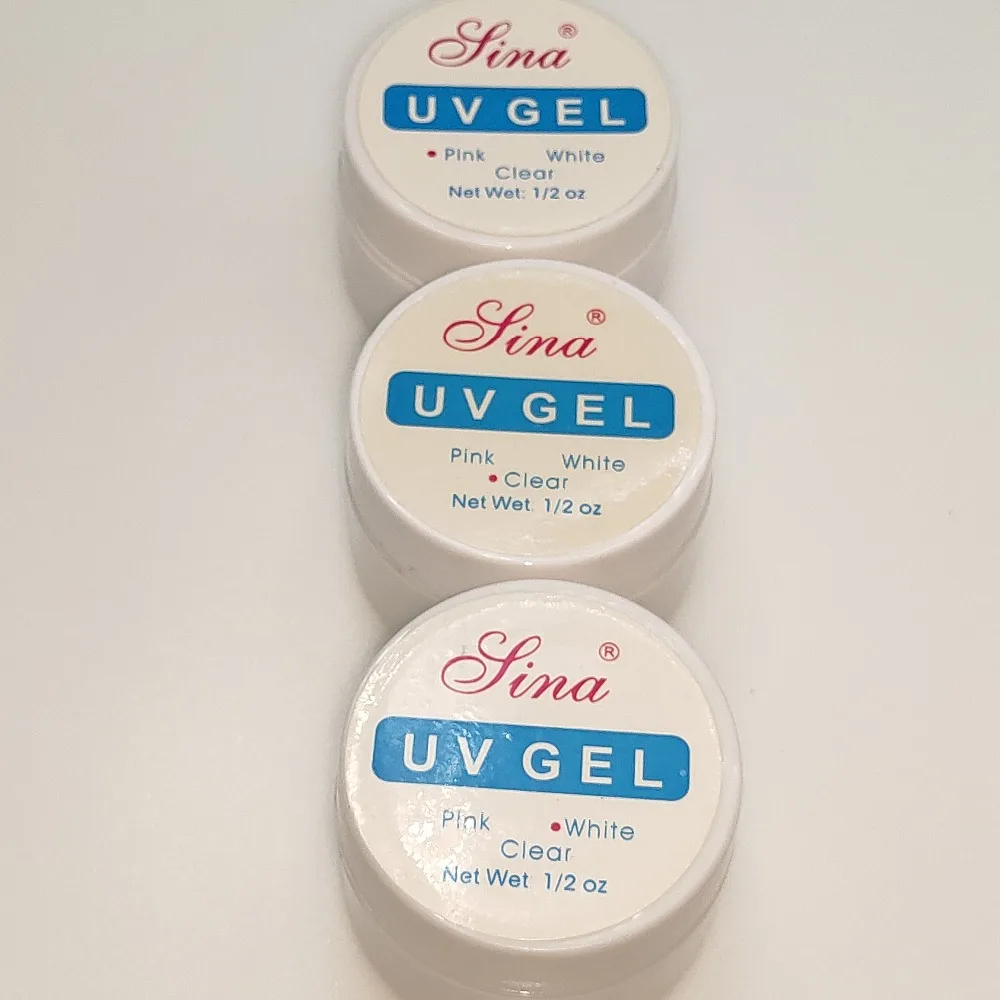 Sina®
UV GEL
• Pink White
Clear
Net Wet: 1/2 oz
Sina®
UV GEL
Pink White
• Clear
Net Wet. 1/2 oz
Sina®
UV GEL
Pink • White
Clear
Net Wet 1/2 oz